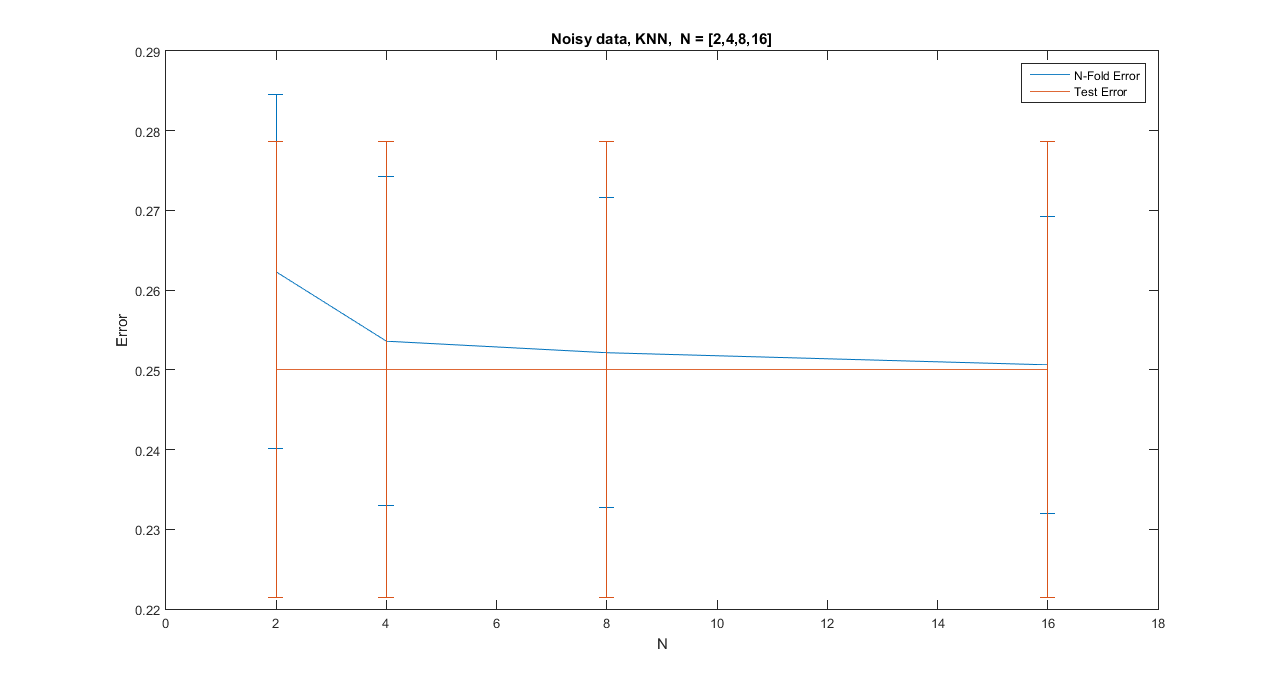 Noisy data, KNN,  N = [2,4,8,16]
N-Fold Error
Test Error
0.29
0.28
0.27
0.26
0.25
0.24
0.23
0.22
Error
0 2 4 6 8 10 12 14 16 18
N